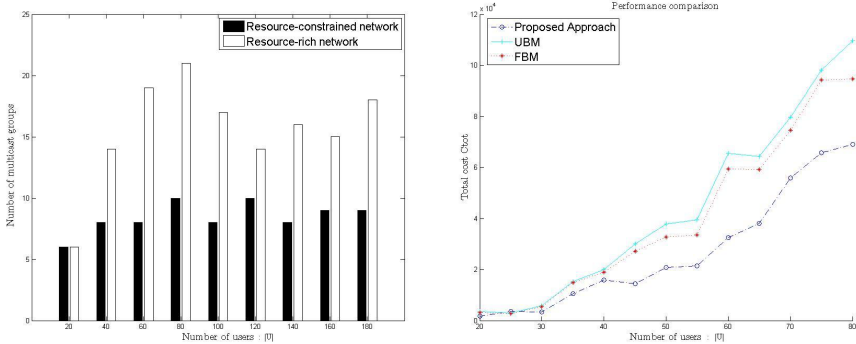 25
20
15
10
5
0
Number of multicast groups
Resource-constrained network
Resource-rich network
20 40 60 80 100 120 140 160 180
Number of users : |U|
Performance comparison
x 10^4
12
10
8
6
4
2
0
Total cost Ctot
Proposed Approach
UBM
FBM
20 30 40 50 60 70 80
Number of users : |U|